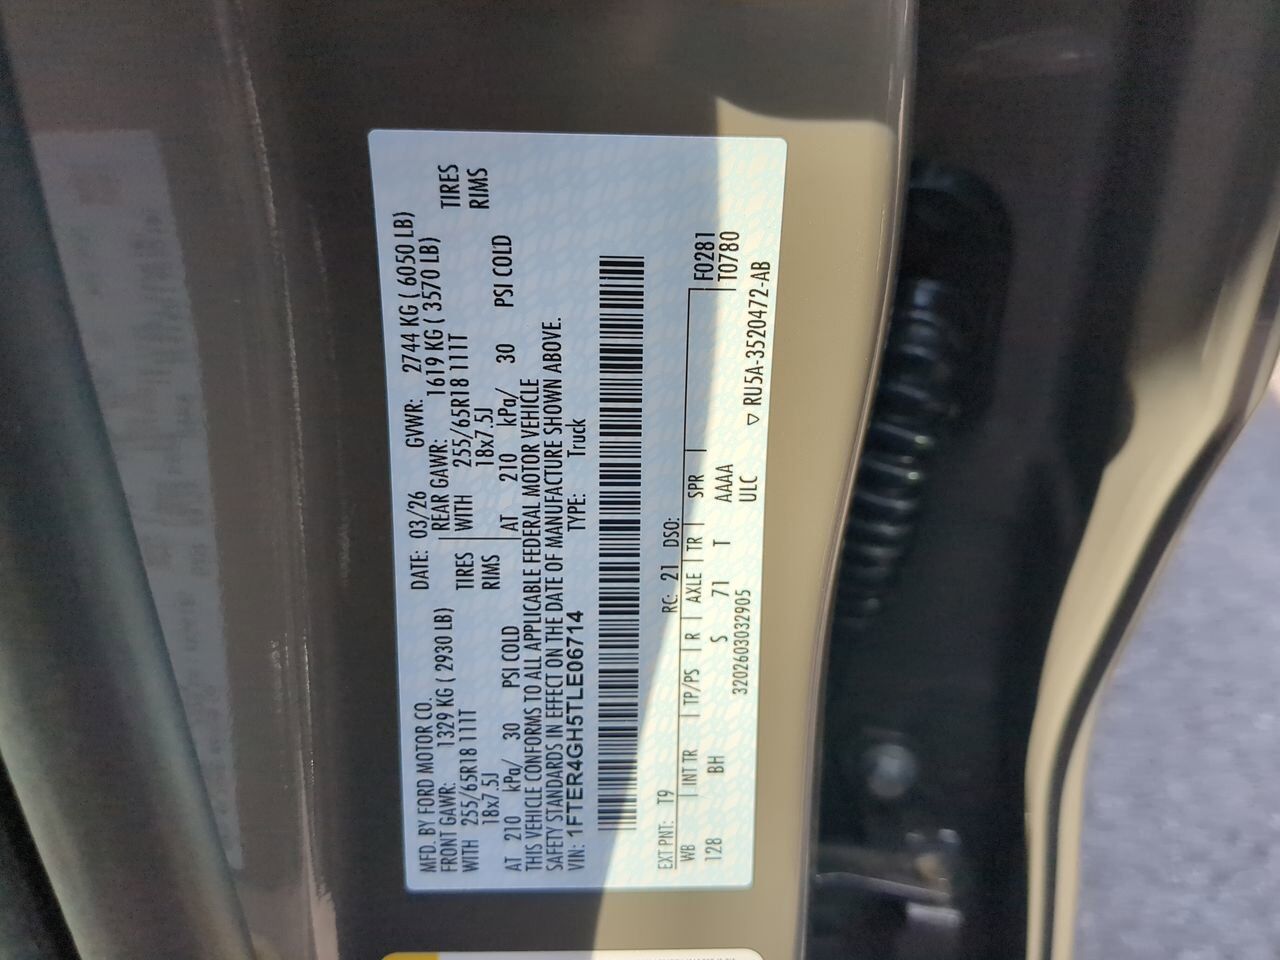 MFD. BY FORD MOTOR CO.
DATE: 03/26 GVWR: 2744 KG ( 6050 LB)
FRONT GAWR: 1329 KG ( 2930 LB) REAR GAWR: 1619 KG ( 3570 LB)
WITH 255/65R18 111T TIRES WITH 255/65R18 111T TIRES
18x7.5J RIMS 18x7.5J RIMS
AT 210 kPa/ 30 PSI COLD AT 210 kPa/ 30 PSI COLD
THIS VEHICLE CONFORMS TO ALL APPLICABLE FEDERAL MOTOR VEHICLE
SAFETY STANDARDS IN EFFECT ON THE DATE OF MANUFACTURE SHOWN ABOVE.
VIN: 1FTER4GH5TLE06714 TYPE: Truck
EXT PNT: T9 RC: 21 DSO: F0281
WB INT TR TP/PS R AXLE TR SPR T0780
128 BH S 71 T AAAA
3202603032905 ULC ▽ RU5A-3520472-AB